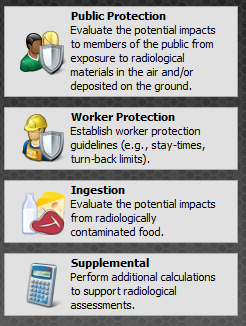 Public Protection
Evaluate the potential impacts
to members of the public from
exposure to radiological
materials in the air and/or
deposited on the ground.
Worker Protection
Establish worker protection
guidelines (e.g., stay-times,
turn-back limits).
Ingestion
Evaluate the potential impacts
from radiologically
contaminated food.
Supplemental
Perform additional calculations
to support radiological
assessments.